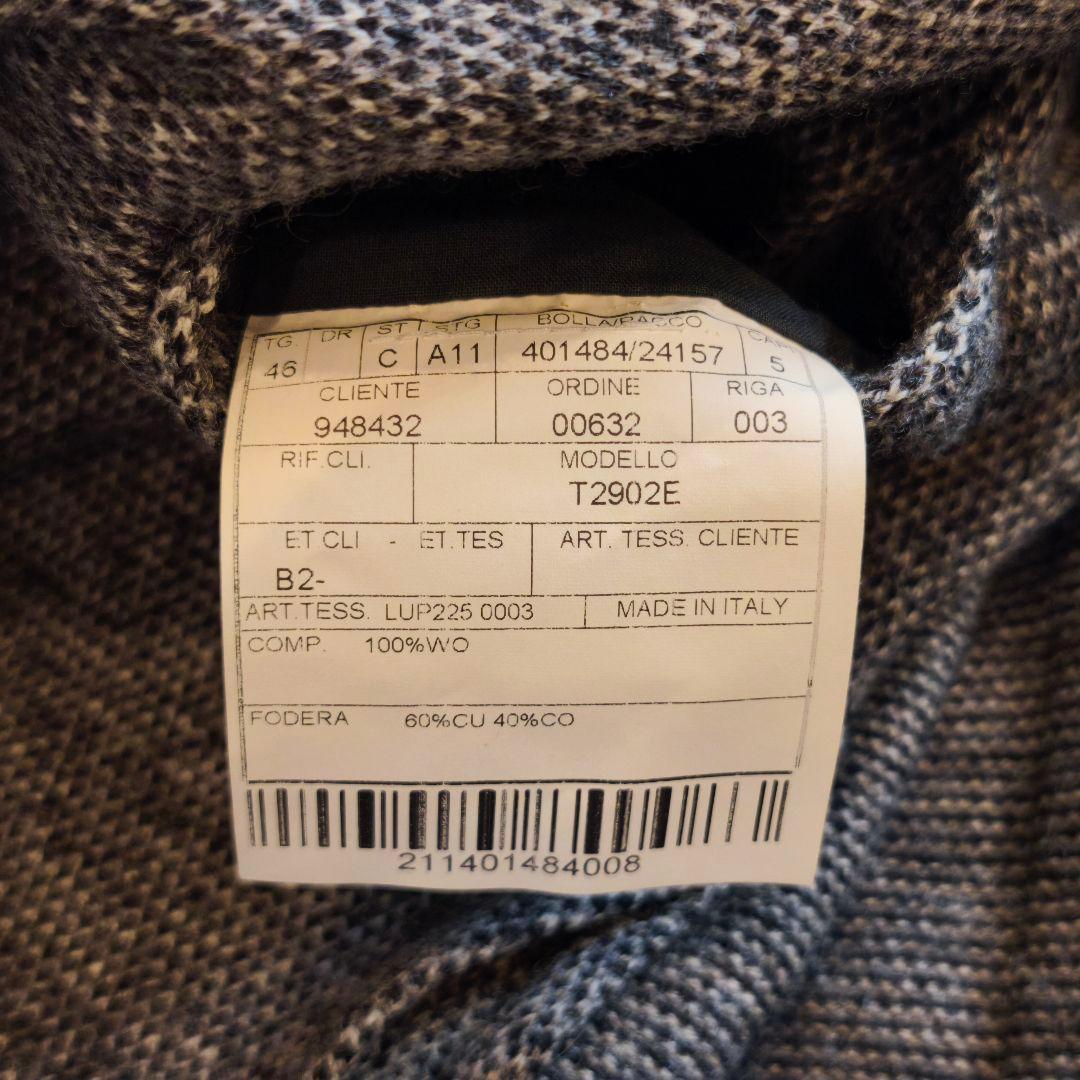 TG. DR ST STG BOLLA/PACCO CAPI
46 C A11 401484/24157 5
CLIENTE ORDINE RIGA
948432 00632 003
RIF.CLI. MODELLO
T2902E
ET CLI - ET.TES ART. TESS. CLIENTE
B2-
ART.TESS. LUP225 0003 MADE IN ITALY
COMP. 100%WO
FODERA 60%CU 40%CO
211401484008